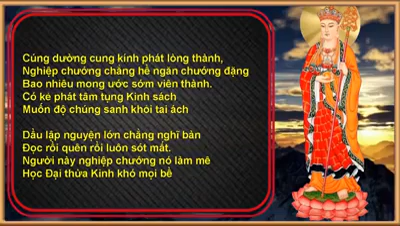 Cúng dường cung kính phát lòng thành,
Nghiệp chướng chẳng hề ngăn chướng đặng
Bao nhiêu mong ước sớm viên thành.
Có kẻ phát tâm tụng Kinh sách
Muốn độ chúng sanh khỏi tai ách
Dầu lập nguyện lớn chẳng nghĩ bàn
Đọc rồi quên rồi luôn sót mất.
Người này nghiệp chướng nó làm mê
Học Đại thừa Kinh khó mọi bề